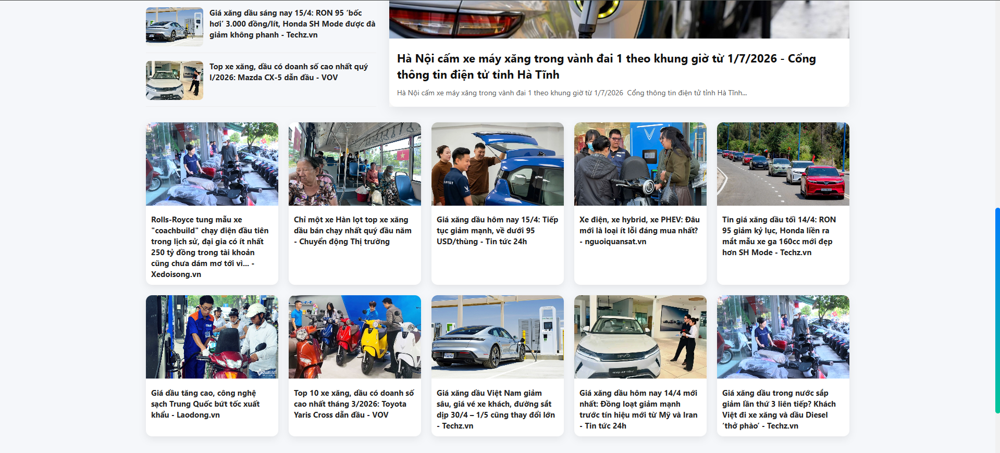 Giá xăng dầu sáng nay 15/4: RON 95 ‘bốc
hơi’ 3.000 đồng/lít, Honda SH Mode được đà
giảm không phanh - Techz.vn
Top xe xăng, dầu có doanh số cao nhất quý
I/2026: Mazda CX-5 dẫn đầu - VOV
Hà Nội cấm xe máy xăng trong vành đai 1 theo khung giờ từ 1/7/2026 - Cổng
thông tin điện tử tỉnh Hà Tĩnh
Hà Nội cấm xe máy xăng trong vành đai 1 theo khung giờ từ 1/7/2026  Cổng thông tin điện tử tỉnh Hà Tĩnh...
Rolls-Royce tung mẫu xe
"coachbuild" chạy điện đầu tiên
trong lịch sử, đại gia có ít nhất
250 tỷ đồng trong tài khoản
cũng chưa dám mơ tới vì... -
Xedoisong.vn
Chỉ một xe Hàn lọt top xe xăng
dầu bán chạy nhất quý đầu năm
- Chuyển động Thị trường
VINFAST
Giá xăng dầu hôm nay 15/4: Tiếp
tục giảm mạnh, về dưới 95
USD/thùng - Tin tức 24h
Xe điện, xe hybrid, xe PHEV: Đâu
mới là loại ít lỗi đáng mua nhất?
- nguoiquansat.vn
Tin giá xăng dầu tối 14/4: RON
95 giảm kỷ lục, Honda liền ra
mắt mẫu xe ga 160cc mới đẹp
hơn SH Mode - Techz.vn
Giá dầu tăng cao, công nghệ
sạch Trung Quốc bứt tốc xuất
khẩu - Laodong.vn
Top 10 xe xăng, dầu có doanh số
cao nhất tháng 3/2026: Toyota
Yaris Cross dẫn đầu - VOV
Giá xăng dầu Việt Nam giảm
sâu, giá vé xe khách, đường sắt
dịp 30/4 – 1/5 cũng thay đổi lớn
- Techz.vn
BYD
BYD ATTO 2
Giá xăng dầu hôm nay 14/4 mới
nhất: Đồng loạt giảm mạnh
trước tín hiệu mới từ Mỹ và Iran
- Tin tức 24h
Giá xăng dầu trong nước sắp
giảm lần thứ 3 liên tiếp? Khách
Việt đi xe xăng và dầu Diesel
‘thở phào’ - Techz.vn